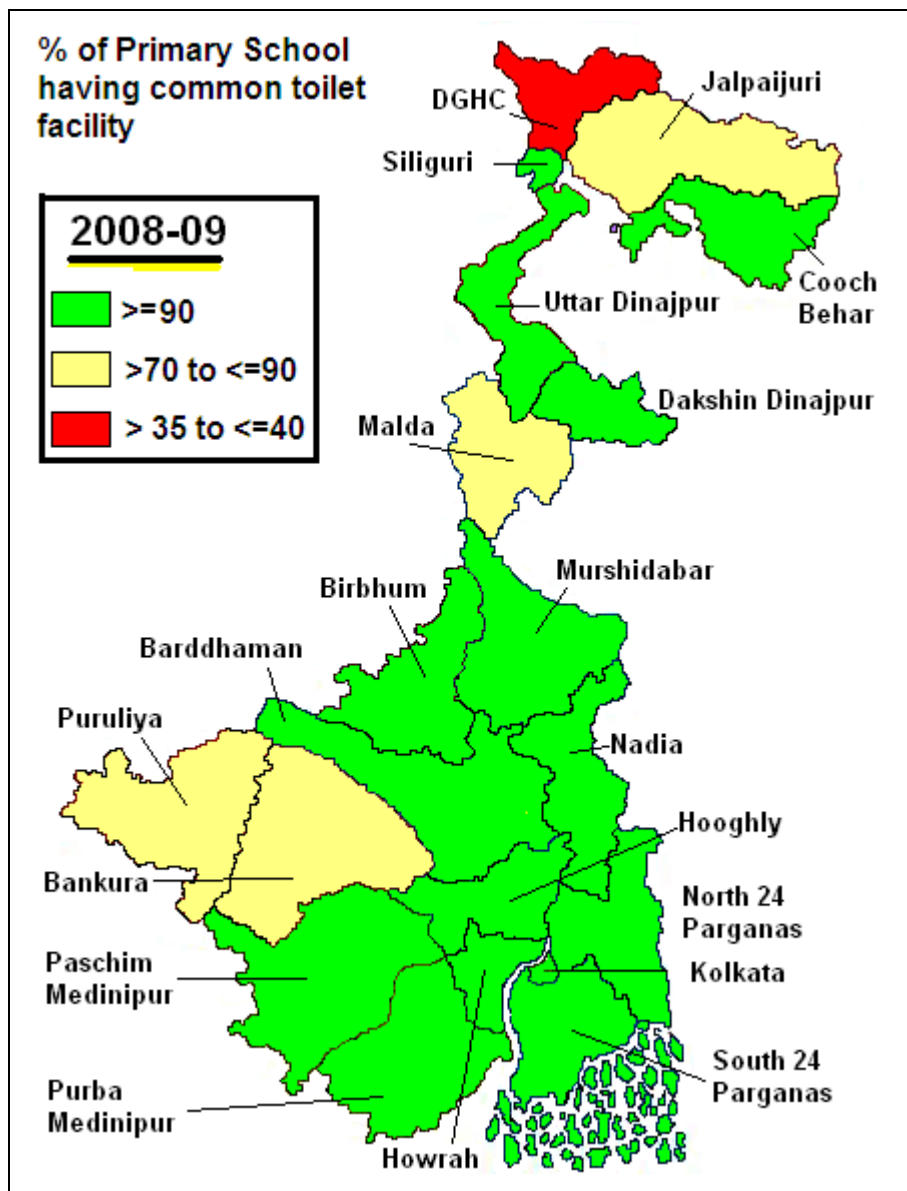 % of Primary School
having common toilet
facility
2008-09
>=90
>70 to <=90
> 35 to <=40
DGHC
Jalpaijuri
Siliguri
Cooch
Behar
Uttar Dinajpur
Dakshin Dinajpur
Malda
Murshidabar
Birbhum
Barddhaman
Puruliya
Nadia
Hooghly
Bankura
North 24
Parganas
Kolkata
Paschim
Medinipur
South 24
Parganas
Purba
Medinipur
Howrah